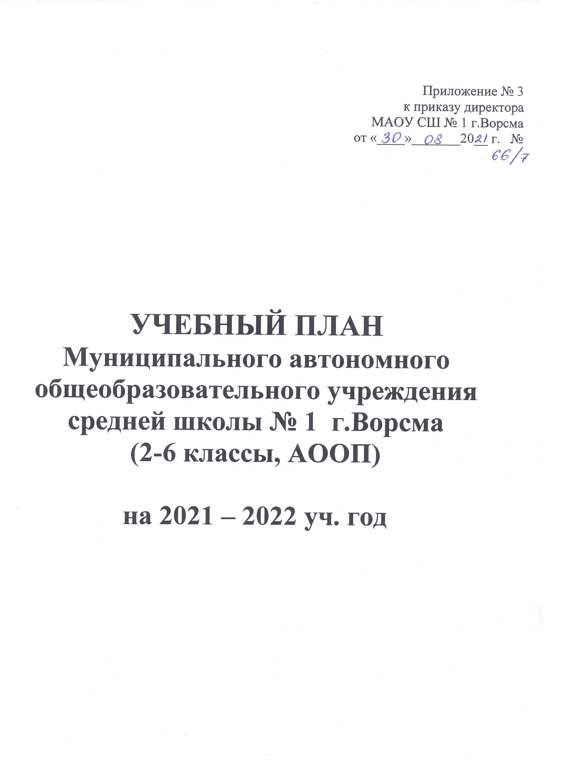 Приложение № 3
к приказу директора
МАОУ СШ № 1 г.Ворсма
от «30» 08 2021 г. №
66/7
УЧЕБНЫЙ ПЛАН
Муниципального автономного
общеобразовательного учреждения
средней школы № 1 г.Ворсма
(2-6 классы, АООП)
на 2021 – 2022 уч. год